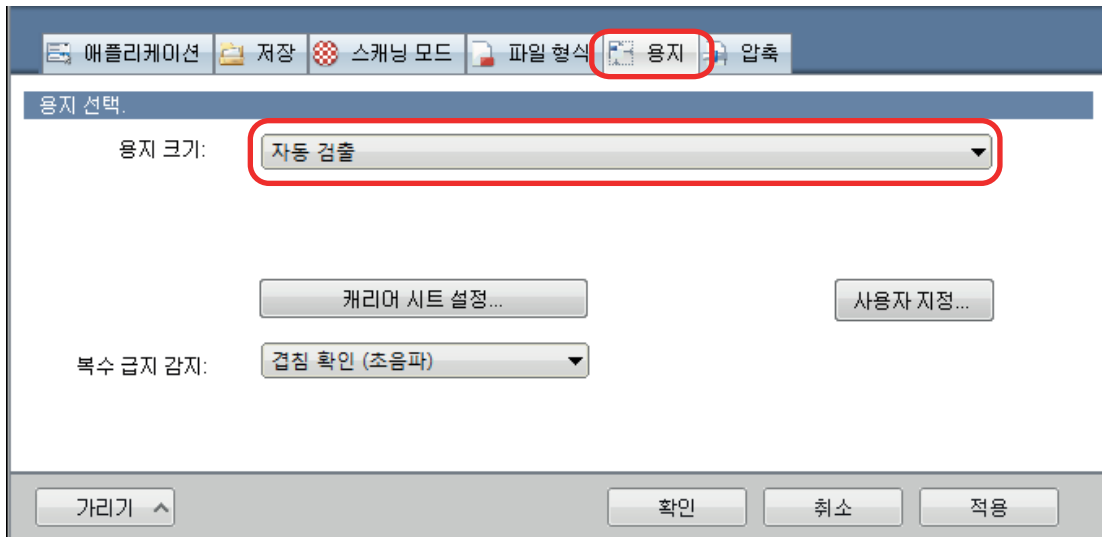 애플리케이션 저장 스캐닝 모드 파일 형식 용지 압축
용지 선택.
용지 크기: 자동 검출
캐리어 시트 설정... 사용자 지정...
복수 급지 감지: 겹침 확인 (초음파)
가리기 확인 취소 적용